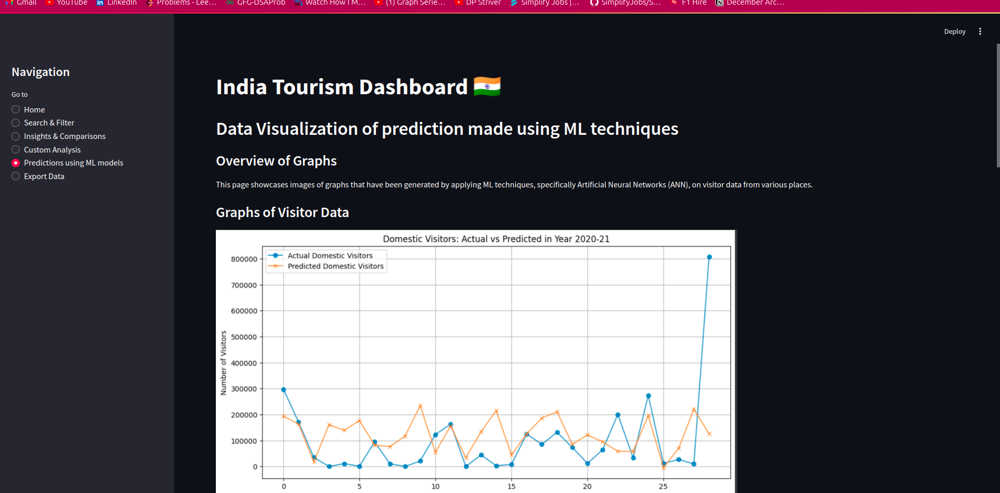 Gmail YouTube LinkedIn Problems - Lee... GFG-DSAProb Watch How I M... (1) Graph Serie... DP Striver Simplify Jobs |... SimplifyJobs/S... F1 Hire December Arc...
Deploy
Navigation
Go to
Home
Search & Filter
Insights & Comparisons
Custom Analysis
Predictions using ML models
Export Data
India Tourism Dashboard
Data Visualization of prediction made using ML techniques
Overview of Graphs
This page showcases images of graphs that have been generated by applying ML techniques, specifically Artificial Neural Networks (ANN), on visitor data from various places.
Graphs of Visitor Data
Domestic Visitors: Actual vs Predicted in Year 2020-21
Actual Domestic Visitors
Predicted Domestic Visitors
Number of Visitors
800000
700000
600000
500000
400000
300000
200000
100000
0
0 5 10 15 20 25